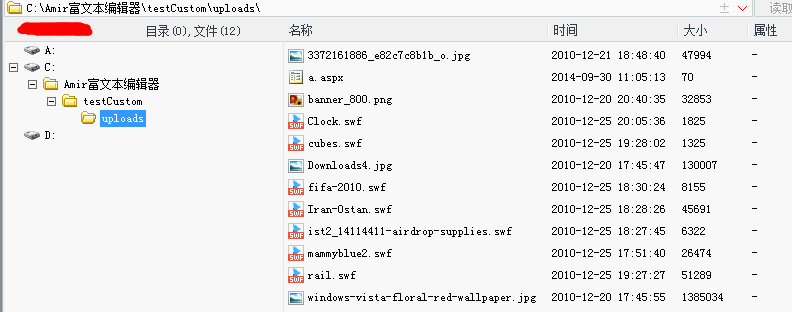 C:\Amir富文本编辑器\testCustom\uploads\ 读取
目录(0),文件(12) 名称 时间 大小 属性
A:
C:
Amir富文本编辑器
testCustom
uploads
D:
3372161886_e82c7c8b1b_o.jpg 2010-12-21 18:48:40 47994 -
a.aspx 2014-09-30 11:05:13 70 -
banner_800.png 2010-12-20 20:40:35 32853 -
SWF Clock.swf 2010-12-25 20:05:36 1825 -
SWF cubes.swf 2010-12-25 19:28:02 1325 -
Downloads4.jpg 2010-12-20 17:45:47 130007 -
SWF fifa-2010.swf 2010-12-25 18:30:24 8155 -
SWF Iran-Ostan.swf 2010-12-25 18:28:26 45691 -
SWF ist2_14114411-airdrop-supplies.swf 2010-12-25 18:27:45 6322 -
SWF mammyblue2.swf 2010-12-25 17:51:40 26474 -
SWF rail.swf 2010-12-25 19:27:27 51289 -
windows-vista-floral-red-wallpaper.jpg 2010-12-20 17:45:55 1385034 -